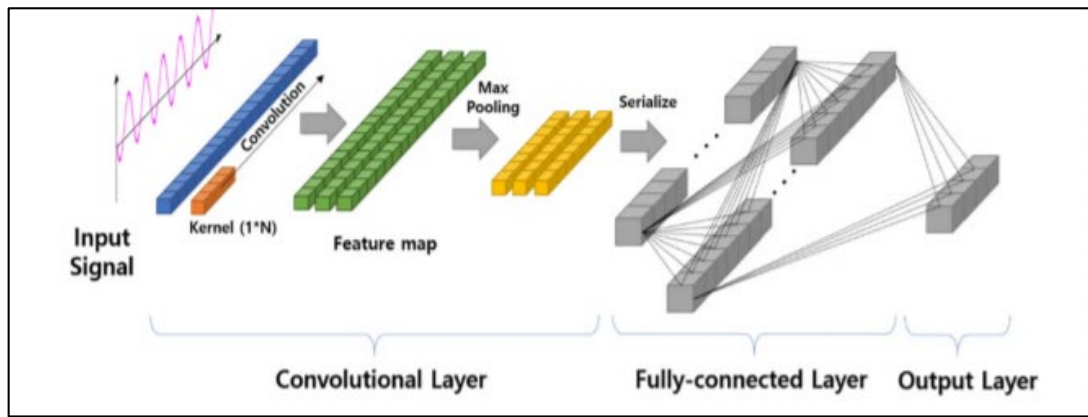 Input
Signal
Convolution
Kernel (1*N)
Feature map
Max
Pooling
Serialize
Convolutional Layer
Fully-connected Layer
Output Layer